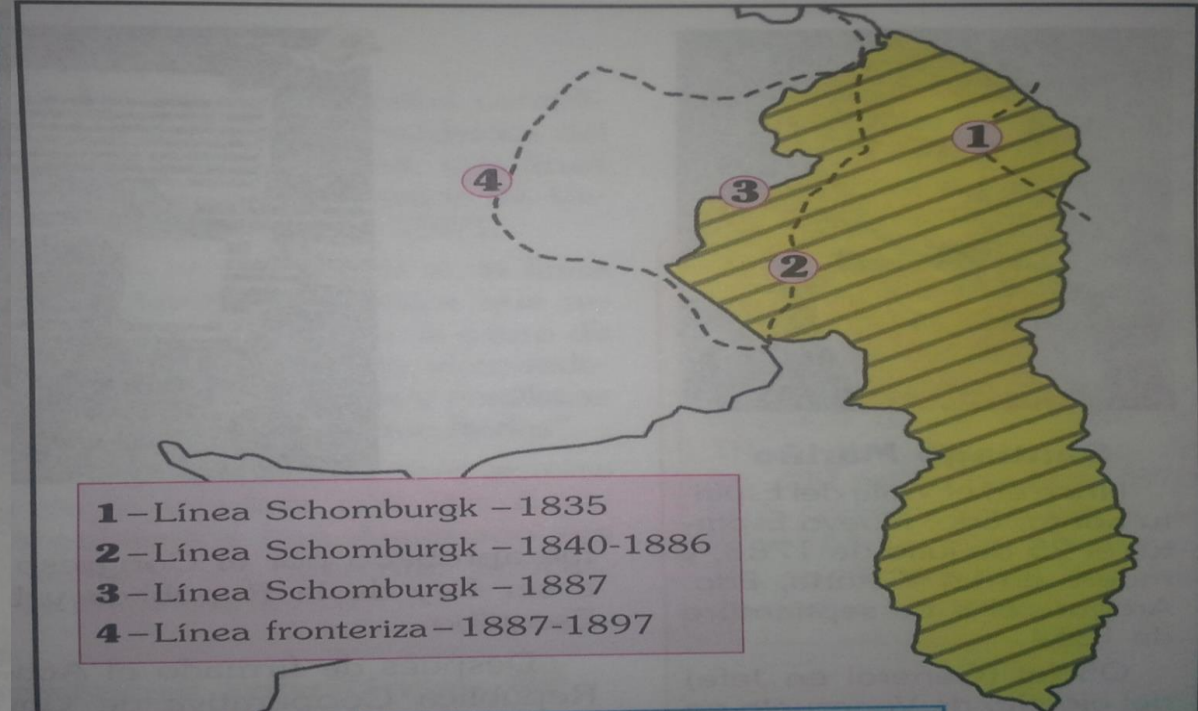 1
4
3
2
1–Línea Schomburgk –1835
2–Línea Schomburgk –1840-1886
3–Línea Schomburgk –1887
4–Línea fronteriza–1887-1897